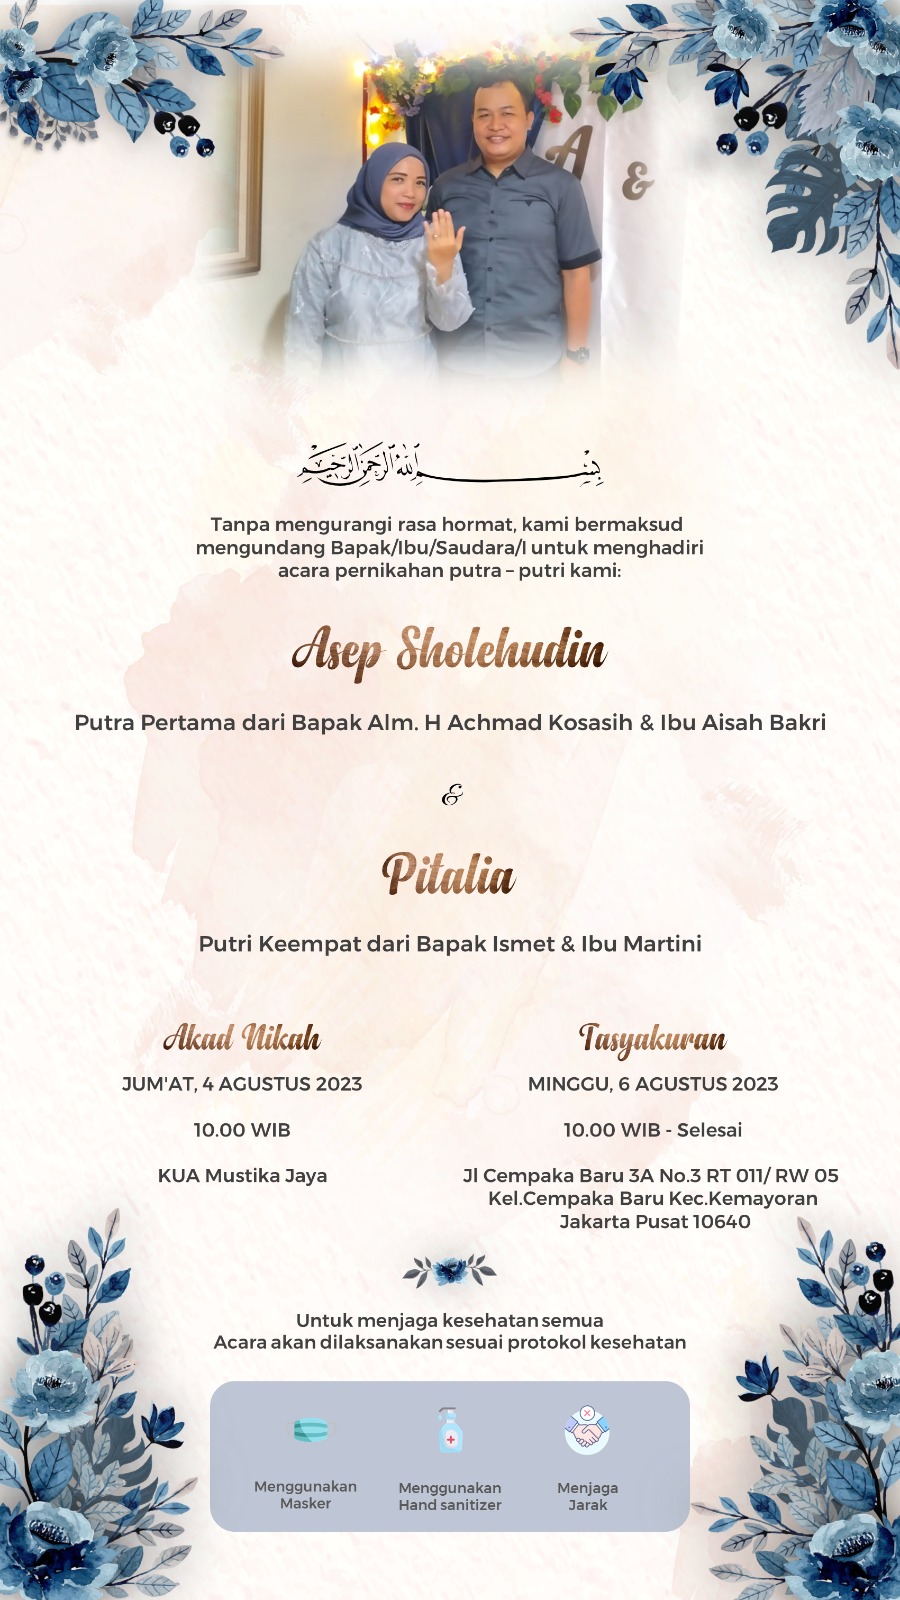 A &
بسم الله الرحمن الرحيم
Tanpa mengurangi rasa hormat, kami bermaksud
mengundang Bapak/Ibu/Saudara/I untuk menghadiri
acara pernikahan putra – putri kami:
Asep Sholehudin
Putra Pertama dari Bapak Alm. H Achmad Kosasih & Ibu Aisah Bakri
&
Pitalia
Putri Keempat dari Bapak Ismet & Ibu Martini
Akad Nikah
JUM'AT, 4 AGUSTUS 2023
10.00 WIB
KUA Mustika Jaya
Tasyakuran
MINGGU, 6 AGUSTUS 2023
10.00 WIB - Selesai
Jl Cempaka Baru 3A No.3 RT 011/ RW 05
Kel.Cempaka Baru Kec.Kemayoran
Jakarta Pusat 10640
Untuk menjaga kesehatan semua
Acara akan dilaksanakan sesuai protokol kesehatan
Menggunakan
Masker
Menggunakan
Hand sanitizer
Menjaga
Jarak